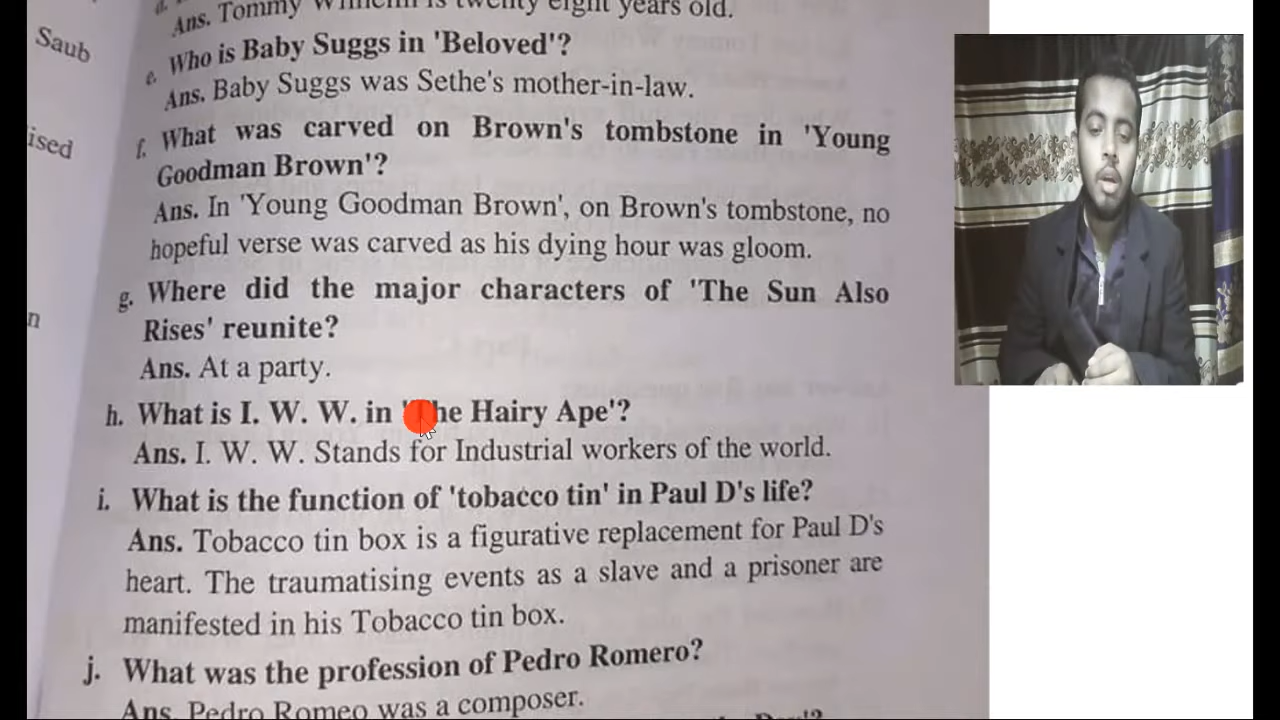 Saub
ised
n
d.
Ans. Tommy Wilhelm is twenty eight years old.
e. Who is Baby Suggs in 'Beloved'?
Ans. Baby Suggs was Sethe's mother-in-law.
f. What was carved on Brown's tombstone in 'Young
Goodman Brown'?
Ans. In 'Young Goodman Brown', on Brown's tombstone, no
hopeful verse was carved as his dying hour was gloom.
g. Where did the major characters of 'The Sun Also
Rises' reunite?
Ans. At a party.
h. What is I. W. W. in 'The Hairy Ape'?
Ans. I. W. W. Stands for Industrial workers of the world.
i. What is the function of 'tobacco tin' in Paul D's life?
Ans. Tobacco tin box is a figurative replacement for Paul D's
heart. The traumatising events as a slave and a prisoner are
manifested in his Tobacco tin box.
j. What was the profession of Pedro Romero?
Ans. Pedro Romeo was a composer.